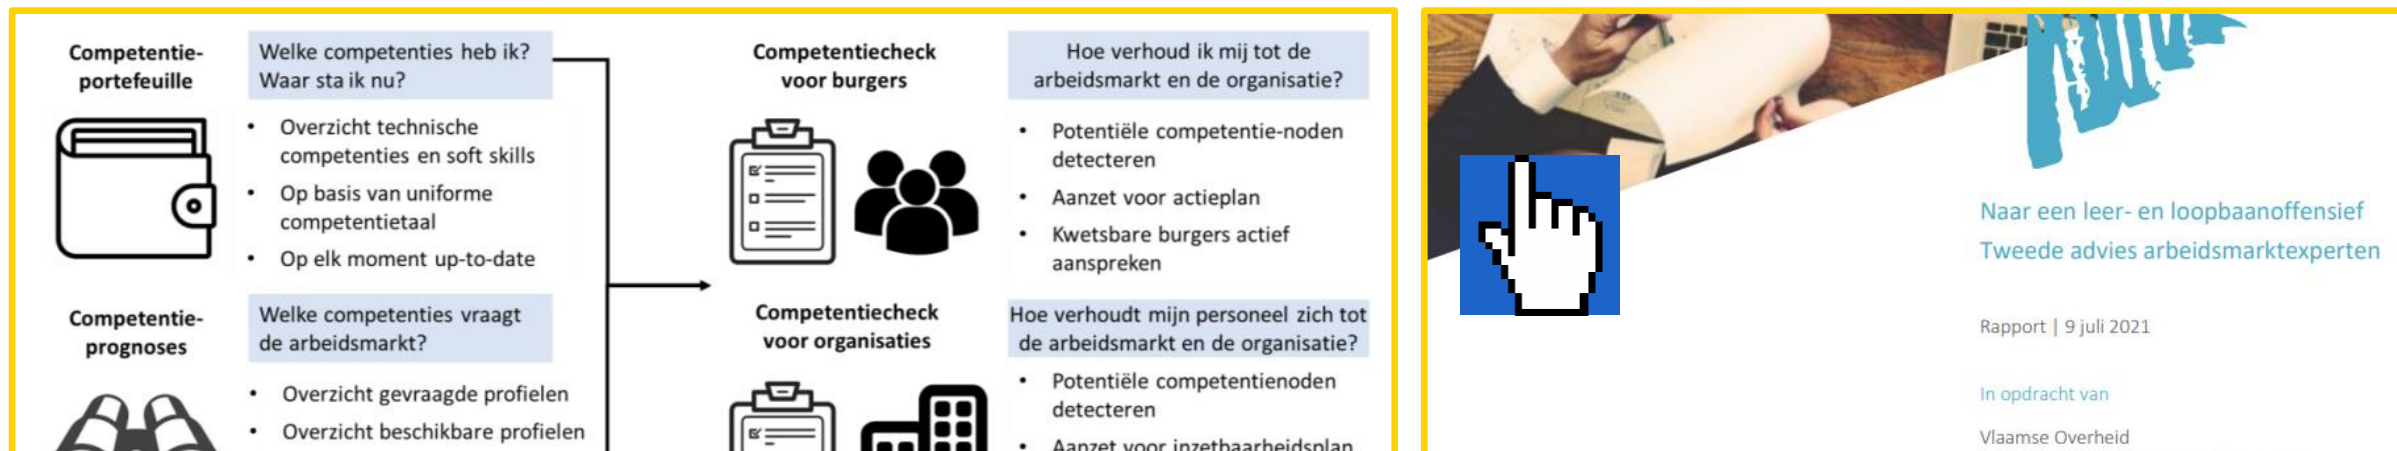 Competentie-
portefeuille
Welke competenties heb ik?
Waar sta ik nu?
• Overzicht technische
competenties en soft skills
• Op basis van uniforme
competentietaal
• Op elk moment up-to-date
Competentie-
prognoses
Welke competenties vraagt
de arbeidsmarkt?
• Overzicht gevraagde profielen
• Overzicht beschikbare profielen
Competentiecheck
voor burgers
Hoe verhoud ik mij tot de
arbeidsmarkt en de organisatie?
• Potentiële competentie-noden
detecteren
• Aanzet voor actieplan
• Kwetsbare burgers actief
aanspreken
Competentiecheck
voor organisaties
Hoe verhoudt mijn personeel zich tot
de arbeidsmarkt en de organisatie?
• Potentiële competentienoden
detecteren
• Aanzet voor inzetbaarheidsplan
Naar een leer- en loopbaanoffensief
Tweede advies arbeidsmarktexperten
Rapport | 9 juli 2021
In opdracht van
Vlaamse Overheid